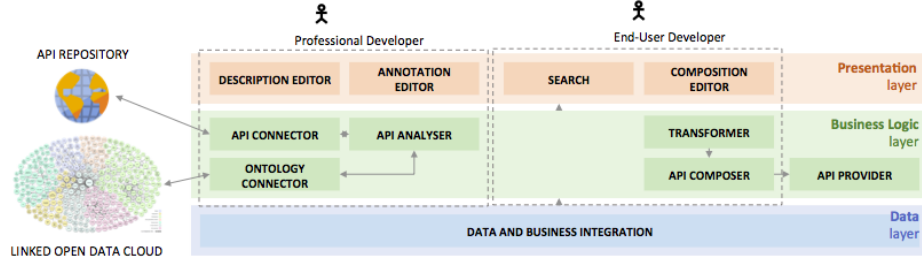 Professional Developer
End-User Developer
API REPOSITORY
DESCRIPTION EDITOR
ANNOTATION
EDITOR
SEARCH
COMPOSITION
EDITOR
Presentation
layer
API CONNECTOR
API ANALYSER
TRANSFORMER
Business Logic
layer
ONTOLOGY
CONNECTOR
API COMPOSER
API PROVIDER
LINKED OPEN DATA CLOUD
DATA AND BUSINESS INTEGRATION
Data
layer